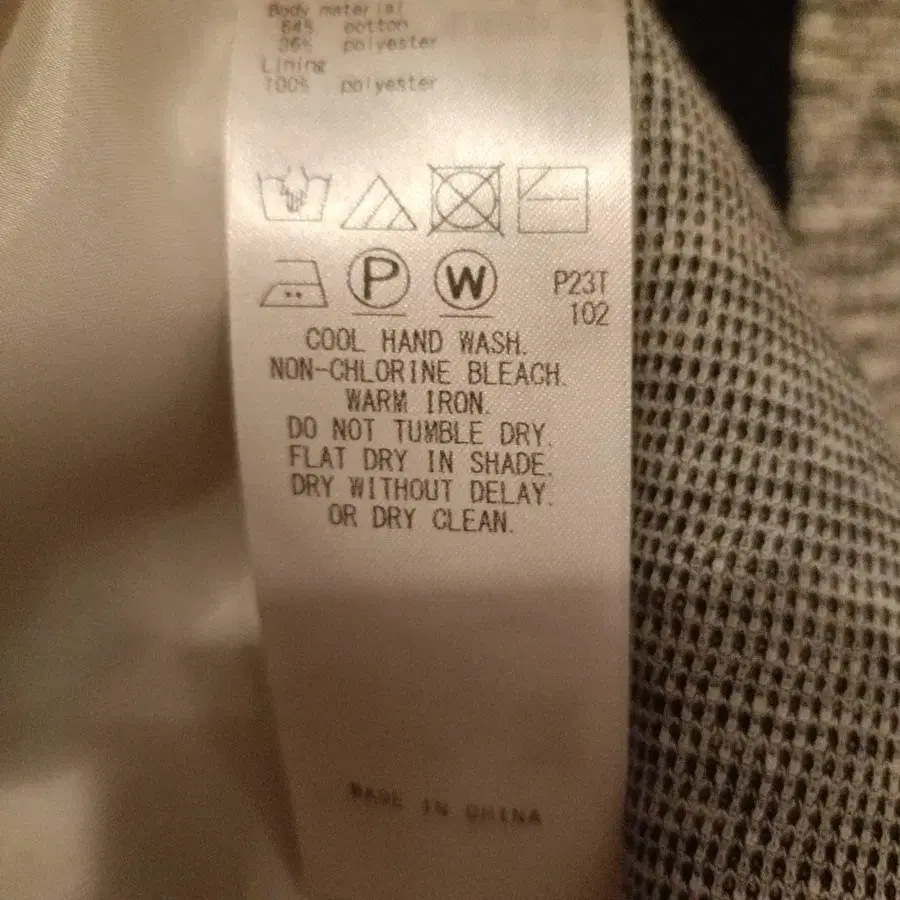 Body material
64% cotton
36% polyester
Lining
100% polyester
P W P23T
102
COOL HAND WASH.
NON-CHLORINE BLEACH.
WARM IRON.
DO NOT TUMBLE DRY.
FLAT DRY IN SHADE.
DRY WITHOUT DELAY.
OR DRY CLEAN.
MADE IN CHINA